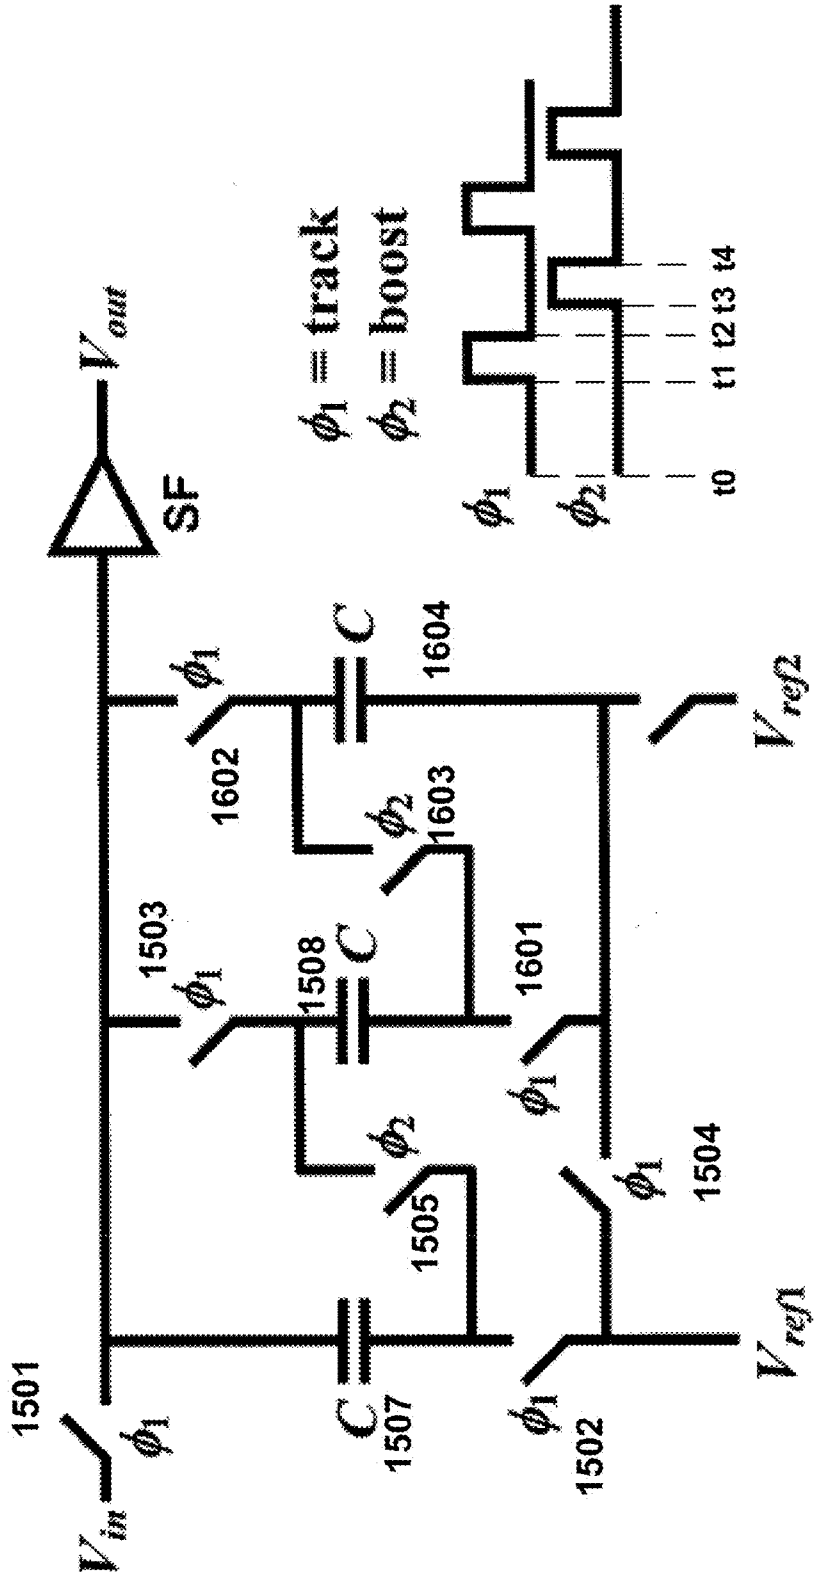 1501
V_in
ϕ₁
V_out
SF
1503
ϕ₁
1602
ϕ₁
C
1507
1508
C
C
1604
ϕ₂
1505
ϕ₂
1603
ϕ₁
1502
ϕ₁
1601
ϕ₁
1504
V_ref1
V_ref2
ϕ₁ = track
ϕ₂ = boost
ϕ₁
ϕ₂
t0 t1 t2 t3 t4